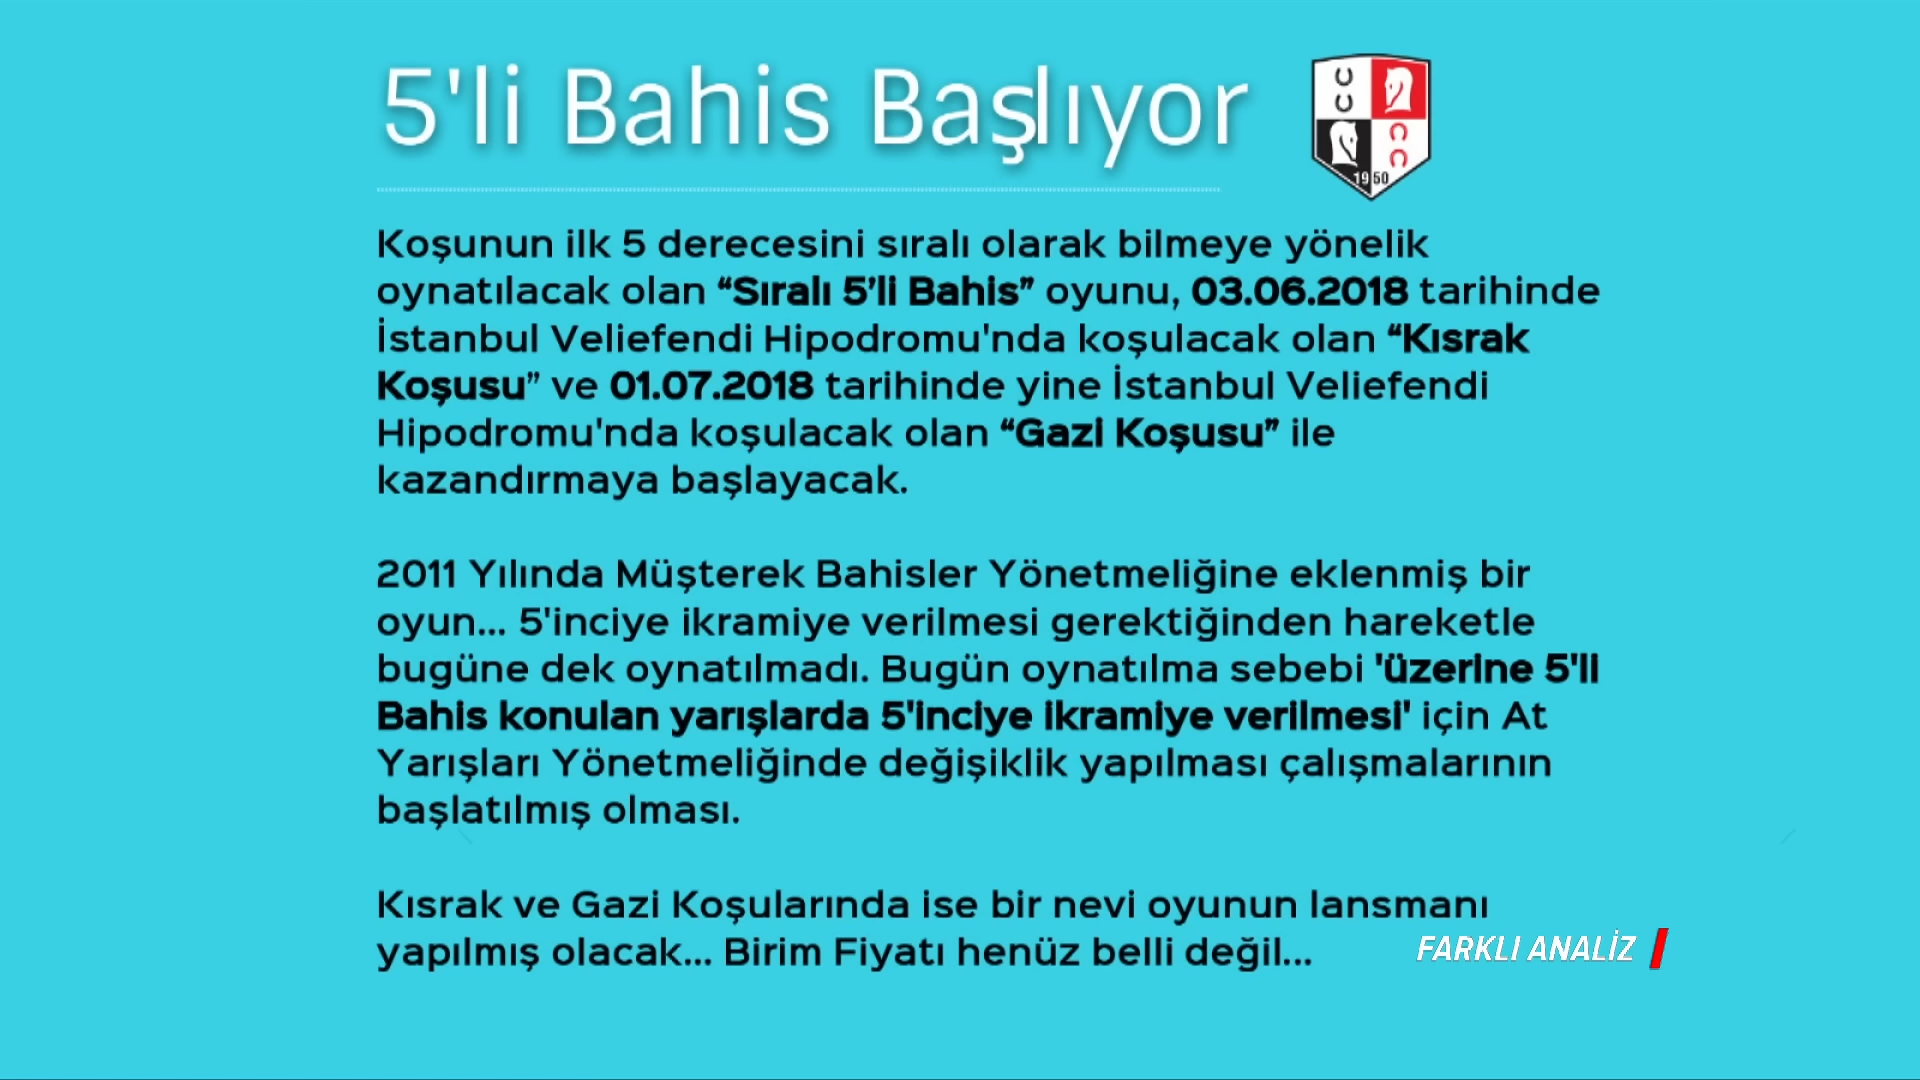 5'li Bahis Başlıyor
1950
Koşunun ilk 5 derecesini sıralı olarak bilmeye yönelik
oynatılacak olan “Sıralı 5’li Bahis” oyunu, 03.06.2018 tarihinde
İstanbul Veliefendi Hipodromu'nda koşulacak olan “Kısrak
Koşusu” ve 01.07.2018 tarihinde yine İstanbul Veliefendi
Hipodromu'nda koşulacak olan “Gazi Koşusu” ile
kazandırmaya başlayacak.
2011 Yılında Müşterek Bahisler Yönetmeliğine eklenmiş bir
oyun... 5'inciye ikramiye verilmesi gerektiğinden hareketle
bugüne dek oynatılmadı. Bugün oynatılma sebebi 'üzerine 5'li
Bahis konulan yarışlarda 5'inciye ikramiye verilmesi' için At
Yarışları Yönetmeliğinde değişiklik yapılması çalışmalarının
başlatılmış olması.
Kısrak ve Gazi Koşularında ise bir nevi oyunun lansmanı
yapılmış olacak... Birim Fiyatı henüz belli değil...
FARKLI ANALİZ